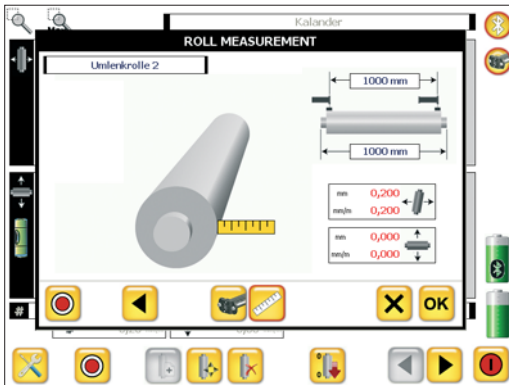 Kalander
ROLL MEASUREMENT
Umlenkrolle 2
1000 mm
1000 mm
mm 0,200
mm/m 0,200
mm 0,000
mm/m 0,000
OK
#